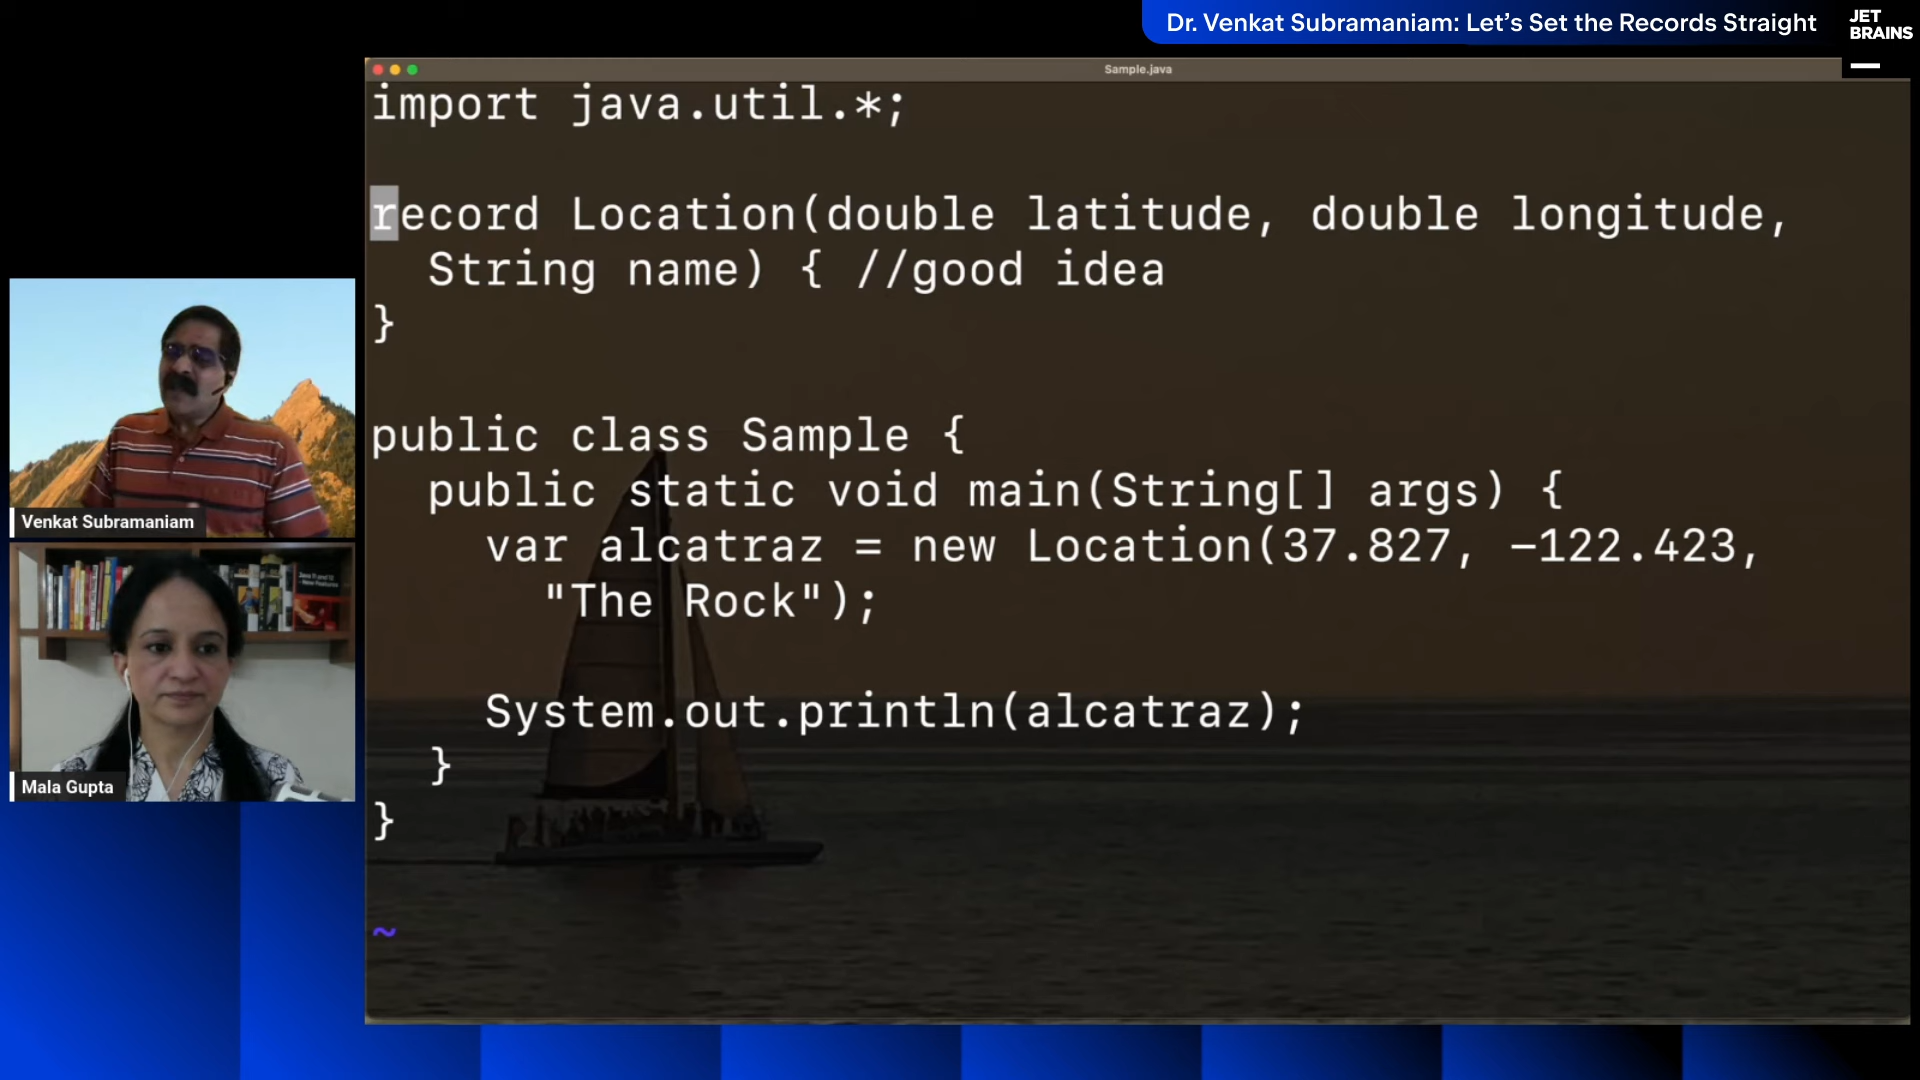 Dr. Venkat Subramaniam: Let's Set the Records Straight
JET
BRAINS
Sample.java
import java.util.*;
record Location(double latitude, double longitude,
String name) { //good idea
}
public class Sample {
public static void main(String[] args) {
var alcatraz = new Location(37.827, -122.423,
"The Rock");
System.out.println(alcatraz);
}
}
~
Venkat Subramaniam
Mala Gupta